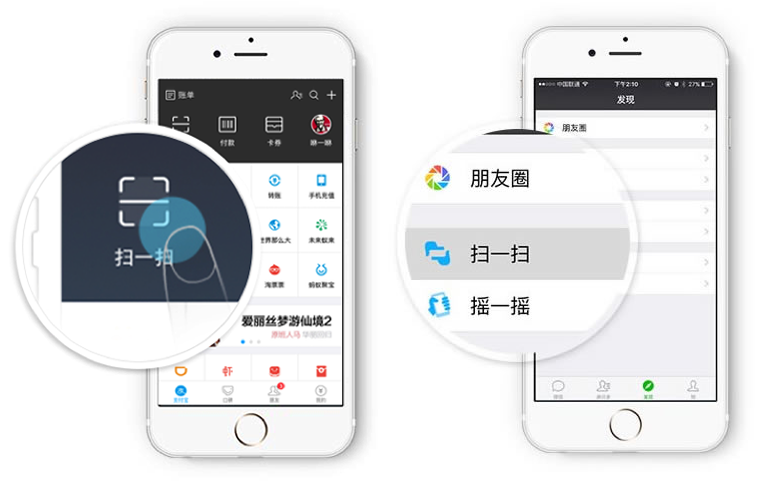 账单
付款
卡券
咻一咻
扫一扫
转账
手机充值
世界那么大
未来蚁来
淘票票
蚂蚁聚宝
爱丽丝梦游仙境2
虾
支付宝
口碑
朋友
我的
中国联通
下午2:10
27%
发现
朋友圈
朋友圈
扫一扫
摇一摇
微信
通讯录
发现
我